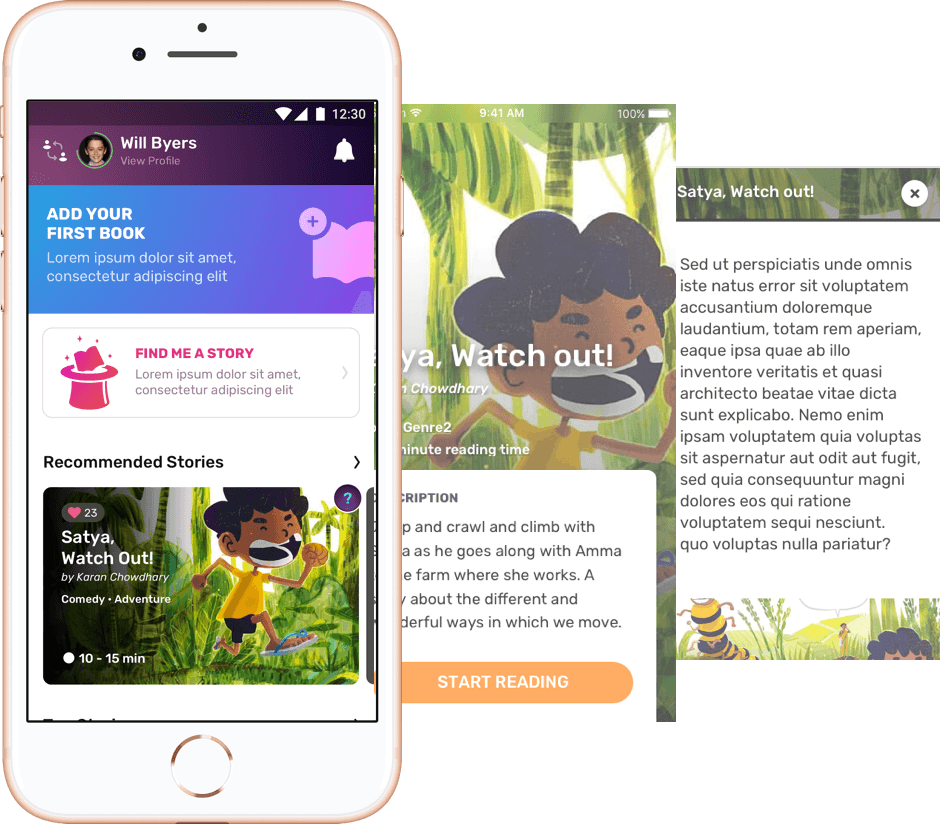 12:30
Will Byers
View Profile
ADD YOUR
FIRST BOOK
Lorem ipsum dolor sit amet,
consectetur adipiscing elit
FIND ME A STORY
Lorem ipsum dolor sit amet,
consectetur adipiscing elit
Recommended Stories
23
?
Satya,
Watch Out!
by Karan Chowdhary
Comedy • Adventure
10 - 15 min
9:41 AM
100%
ya, Watch out!
Chowdhary
Genre2
minute reading time
CRIPTION
p and crawl and climb with
a as he goes along with Amma
e farm where she works. A
y about the different and
derful ways in which we move.
START READING
Satya, Watch out!
Sed ut perspiciatis unde omnis
iste natus error sit voluptatem
accusantium doloremque
laudantium, totam rem aperiam,
eaque ipsa quae ab illo
inventore veritatis et quasi
architecto beatae vitae dicta
sunt explicabo. Nemo enim
ipsam voluptatem quia voluptas
sit aspernatur aut odit aut fugit,
sed quia consequuntur magni
dolores eos qui ratione
voluptatem sequi nesciunt.
quo voluptas nulla pariatur?